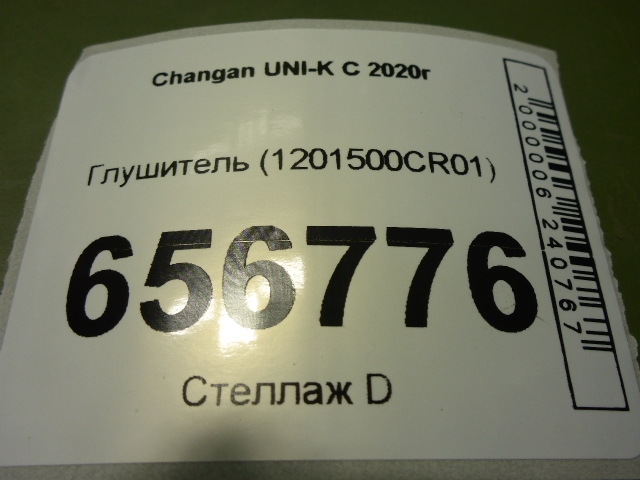 Changan UNI-K С 2020г
Глушитель (1201500CR01)
656776
Стеллаж D
2000006240767